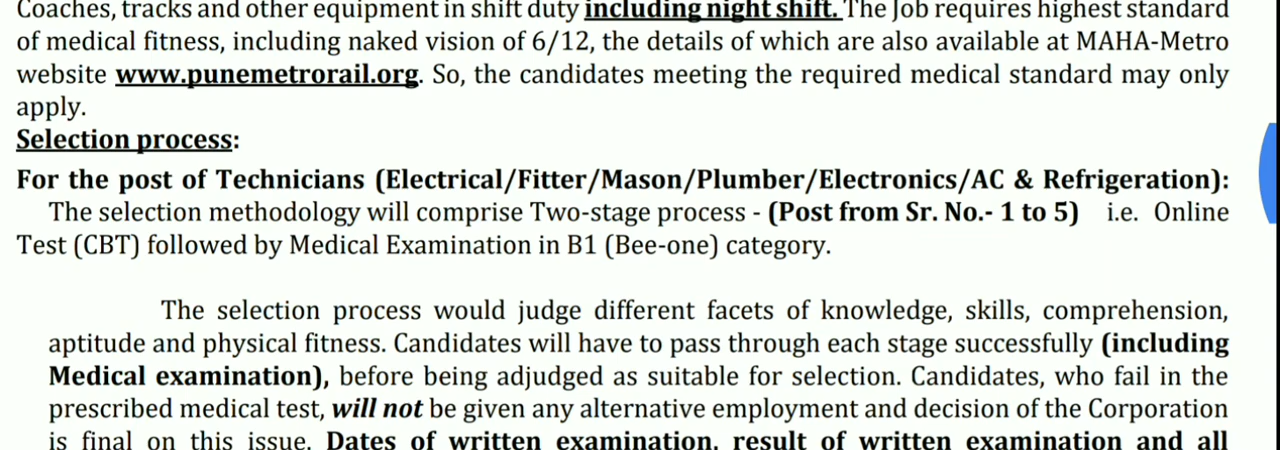 Coaches, tracks and other equipment in shift duty including night shift. The Job requires highest standard
of medical fitness, including naked vision of 6/12, the details of which are also available at MAHA-Metro
website www.punemetrorail.org. So, the candidates meeting the required medical standard may only
apply.
Selection process:
For the post of Technicians (Electrical/Fitter/Mason/Plumber/Electronics/AC & Refrigeration):
The selection methodology will comprise Two-stage process - (Post from Sr. No.- 1 to 5) i.e. Online
Test (CBT) followed by Medical Examination in B1 (Bee-one) category.
The selection process would judge different facets of knowledge, skills, comprehension,
aptitude and physical fitness. Candidates will have to pass through each stage successfully (including
Medical examination), before being adjudged as suitable for selection. Candidates, who fail in the
prescribed medical test, will not be given any alternative employment and decision of the Corporation
is final on this issue. Dates of written examination, result of written examination and all